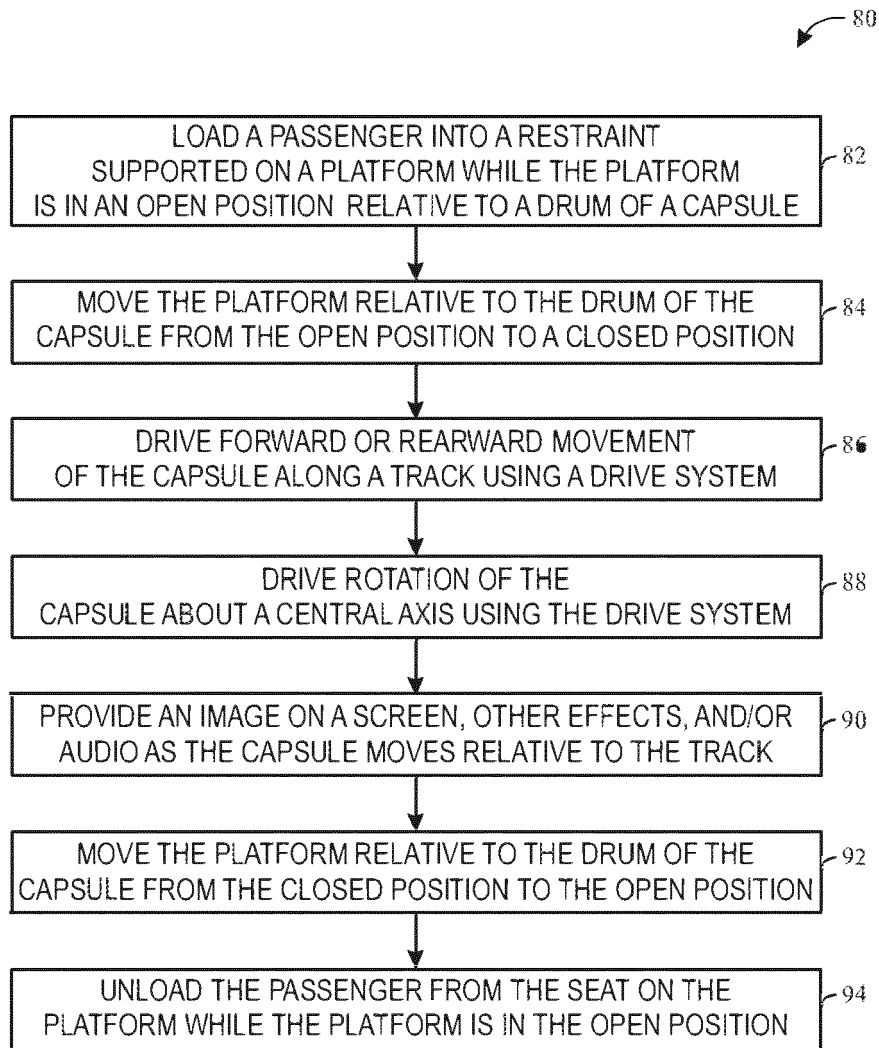 80
LOAD A PASSENGER INTO A RESTRAINT
SUPPORTED ON A PLATFORM WHILE THE PLATFORM
IS IN AN OPEN POSITION RELATIVE TO A DRUM OF A CAPSULE
82
MOVE THE PLATFORM RELATIVE TO THE DRUM OF THE
CAPSULE FROM THE OPEN POSITION TO A CLOSED POSITION
84
DRIVE FORWARD OR REARWARD MOVEMENT
OF THE CAPSULE ALONG A TRACK USING A DRIVE SYSTEM
86
DRIVE ROTATION OF THE
CAPSULE ABOUT A CENTRAL AXIS USING THE DRIVE SYSTEM
88
PROVIDE AN IMAGE ON A SCREEN, OTHER EFFECTS, AND/OR
AUDIO AS THE CAPSULE MOVES RELATIVE TO THE TRACK
90
MOVE THE PLATFORM RELATIVE TO THE DRUM OF THE
CAPSULE FROM THE CLOSED POSITION TO THE OPEN POSITION
92
UNLOAD THE PASSENGER FROM THE SEAT ON THE
PLATFORM WHILE THE PLATFORM IS IN THE OPEN POSITION
94